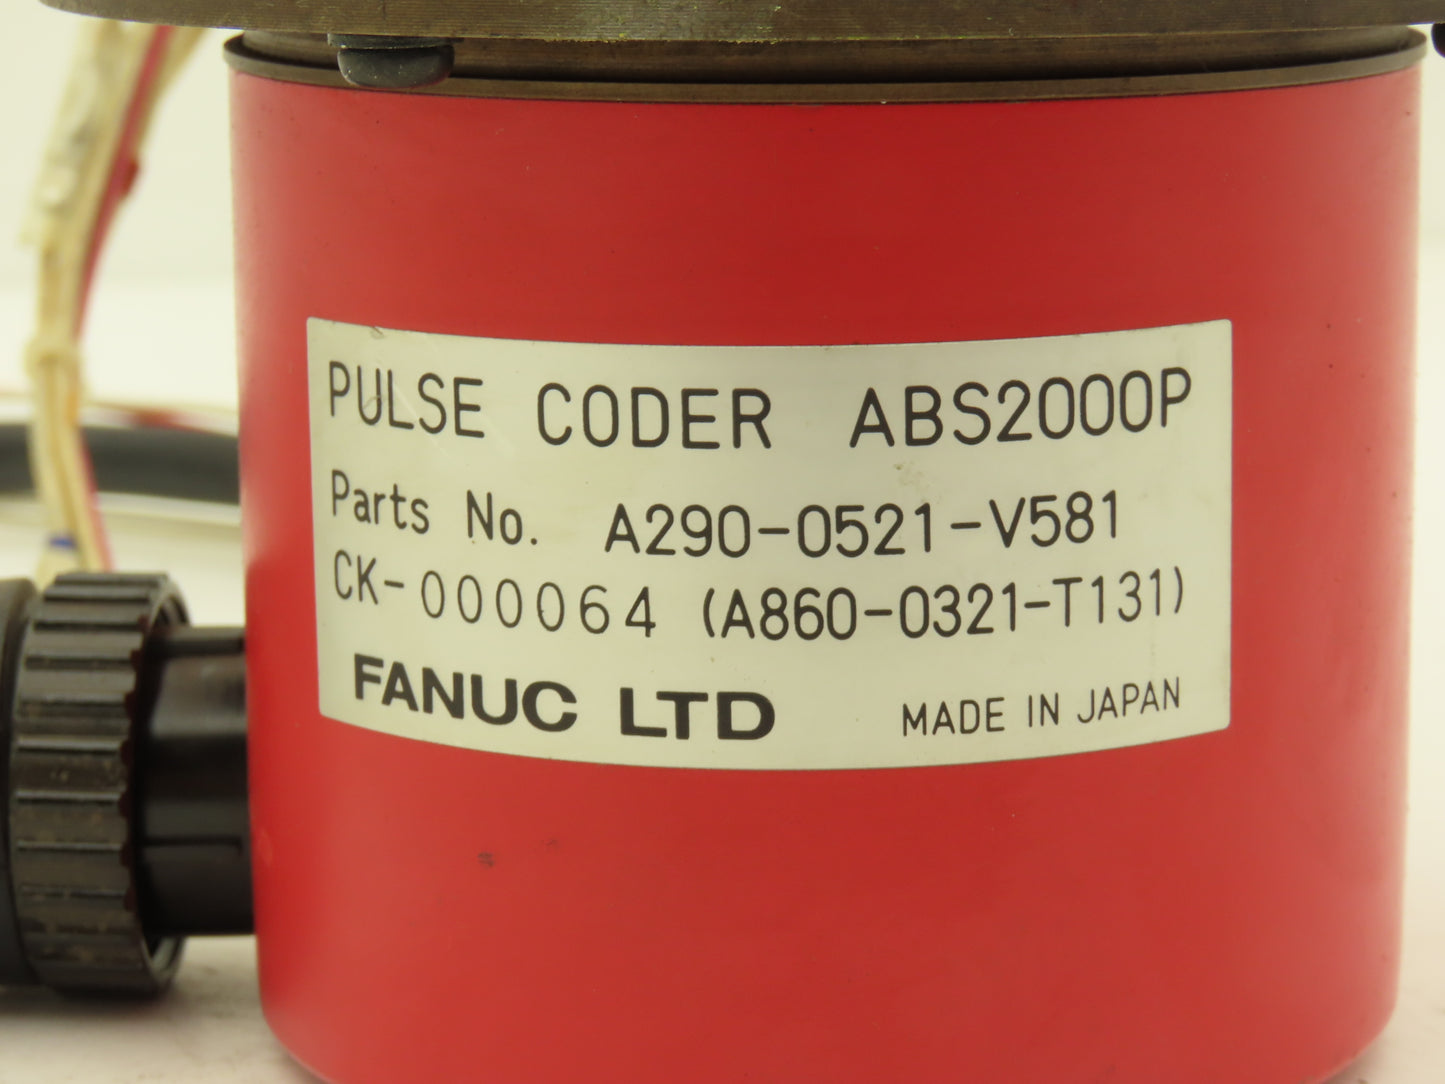 PULSE CODER ABS2000P
Parts No. A290-0521-V581
CK-000064 (A860-0321-T131)
FANUC LTD MADE IN JAPAN